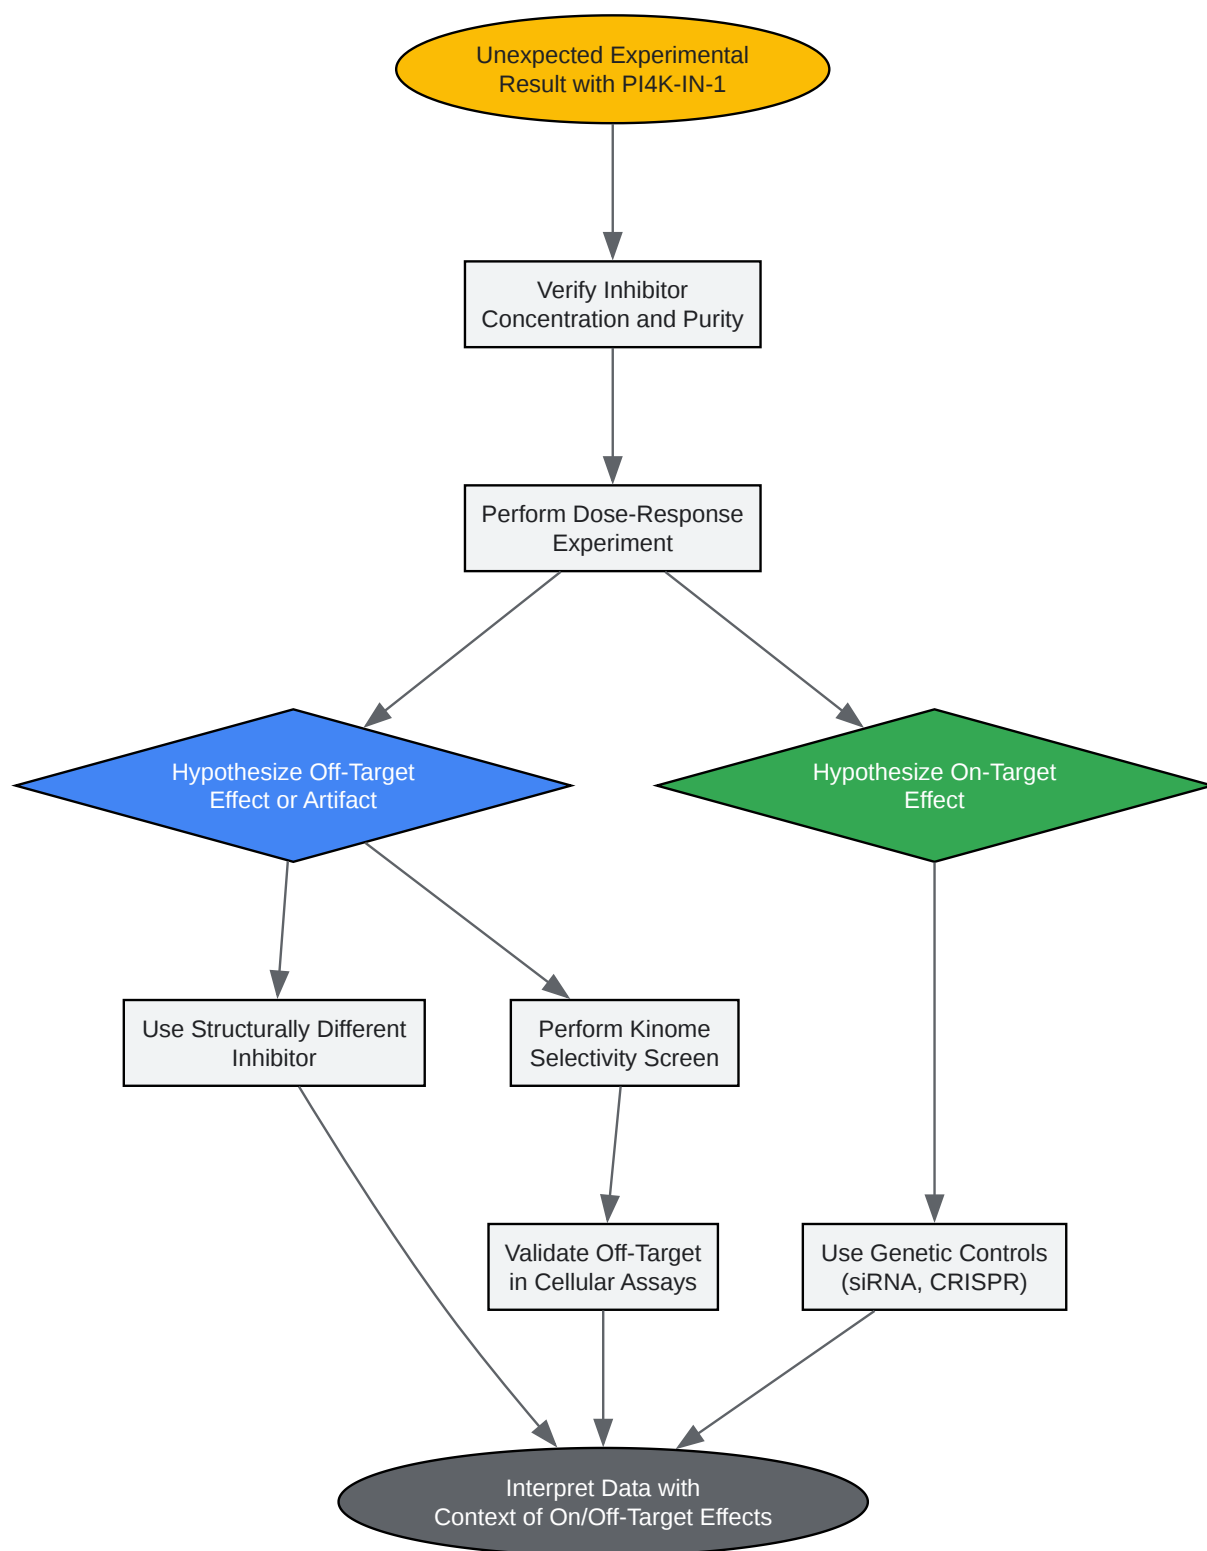 Unexpected Experimental
Result with PI4K-IN-1
Verify Inhibitor
Concentration and Purity
Perform Dose-Response
Experiment
Hypothesize Off-Target
Effect or Artifact
Hypothesize On-Target
Effect
Use Structurally Different
Inhibitor
Perform Kinome
Selectivity Screen
Validate Off-Target
in Cellular Assays
Use Genetic Controls
(siRNA, CRISPR)
Interpret Data with
Context of On/Off-Target Effects